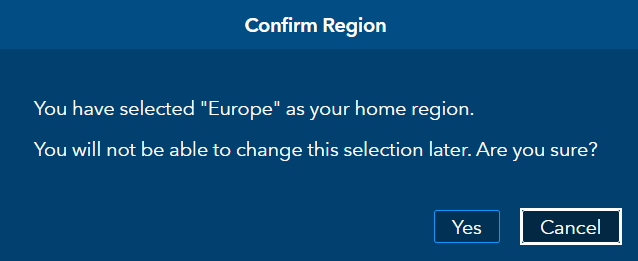 Confirm Region
You have selected "Europe" as your home region.
You will not be able to change this selection later. Are you sure?
Yes
Cancel